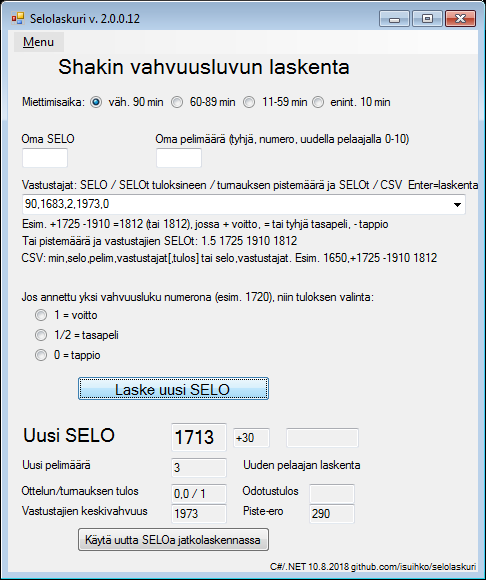 Selolaskuri v. 2.0.0.12
Menu
Shakin vahvuusluvun laskenta
Miettimisaika: väh. 90 min 60-89 min 11-59 min enint. 10 min
Oma SELO Oma pelimäärä (tyhjä, numero, uudella pelaajalla 0-10)
Vastustajat: SELO / SELOt tuloksineen / turnauksen pistemäärä ja SELOt / CSV Enter=laskenta
90,1683,2,1973,0
Esim. +1725 -1910 =1812 (tai 1812), jossa + voitto, = tai tyhjä tasapeli, - tappio
Tai pistemäärä ja vastustajien SELOt: 1.5 1725 1910 1812
CSV: min,selo,pelim,vastustajat[,tulos] tai selo,vastustajat. Esim. 1650,+1725 -1910 1812
Jos annettu yksi vahvuusluku numerona (esim. 1720), niin tuloksen valinta:
1 = voitto
1/2 = tasapeli
0 = tappio
Laske uusi SELO
Uusi SELO 1713 +30
Uusi pelimäärä 3 Uuden pelaajan laskenta
Ottelun/turnauksen tulos 0,0 / 1 Odotustulos
Vastustajien keskivahvuus 1973 Piste-ero 290
Käytä uutta SELOa jatkolaskennassa
C#/.NET 10.8.2018 github.com/isuihko/selolaskuri